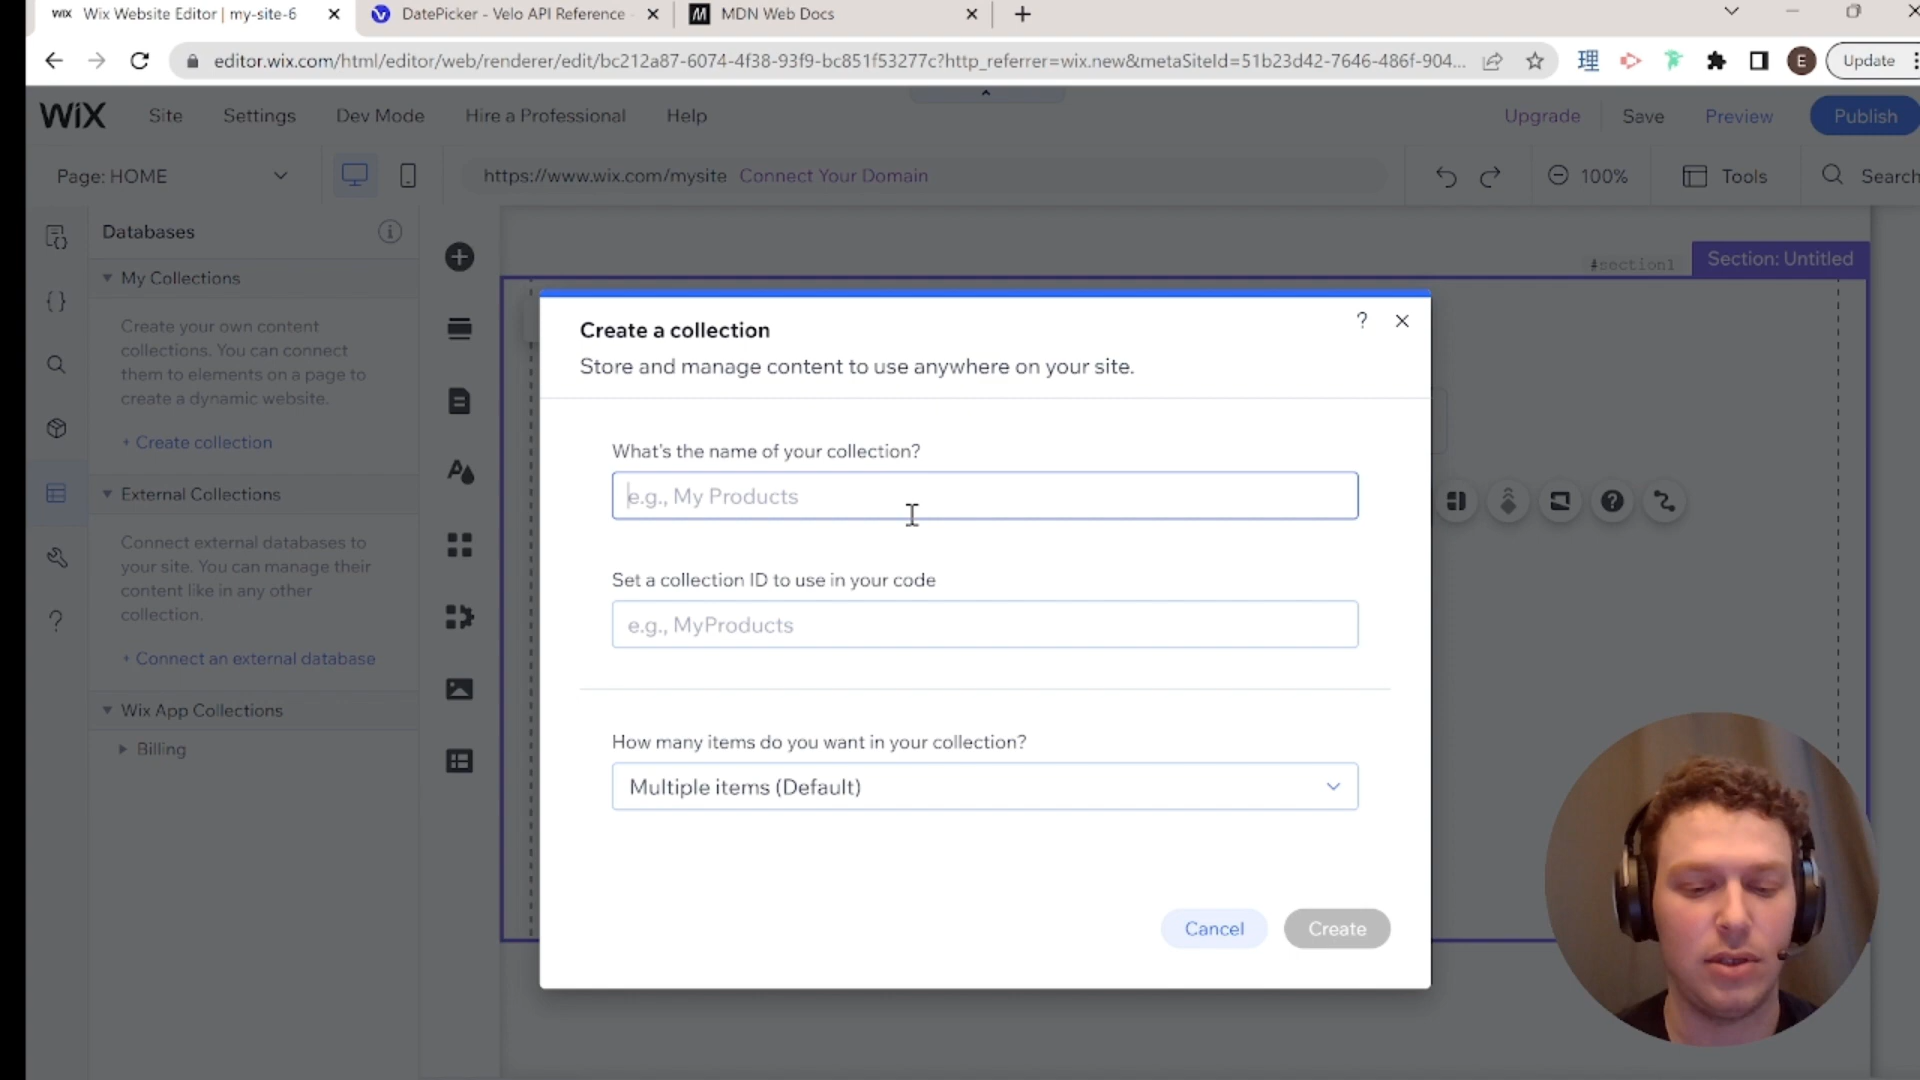 WIX Wix Website Editor | my-site-6
DatePicker - Velo API Reference
M MDN Web Docs
editor.wix.com/html/editor/web/renderer/edit/bc212a87-6074-4f38-93f9-bc851f53277c?http_referrer=wix.new&metaSiteId=51b23d42-7646-486f-904...
理
E
Update
WiX
Site
Settings
Dev Mode
Hire a Professional
Help
Upgrade
Save
Preview
Publish
Page: HOME
https://www.wix.com/mysite Connect Your Domain
100%
Tools
Search
Databases
#section1
Section: Untitled
My Collections
Create your own content
collections. You can connect
them to elements on a page to
create a dynamic website.
+ Create collection
External Collections
Connect external databases to
your site. You can manage their
content like in any other
collection.
+ Connect an external database
Wix App Collections
Billing
Create a collection
?
Store and manage content to use anywhere on your site.
What's the name of your collection?
e.g., My Products
Set a collection ID to use in your code
e.g., MyProducts
How many items do you want in your collection?
Multiple items (Default)
Cancel
Create